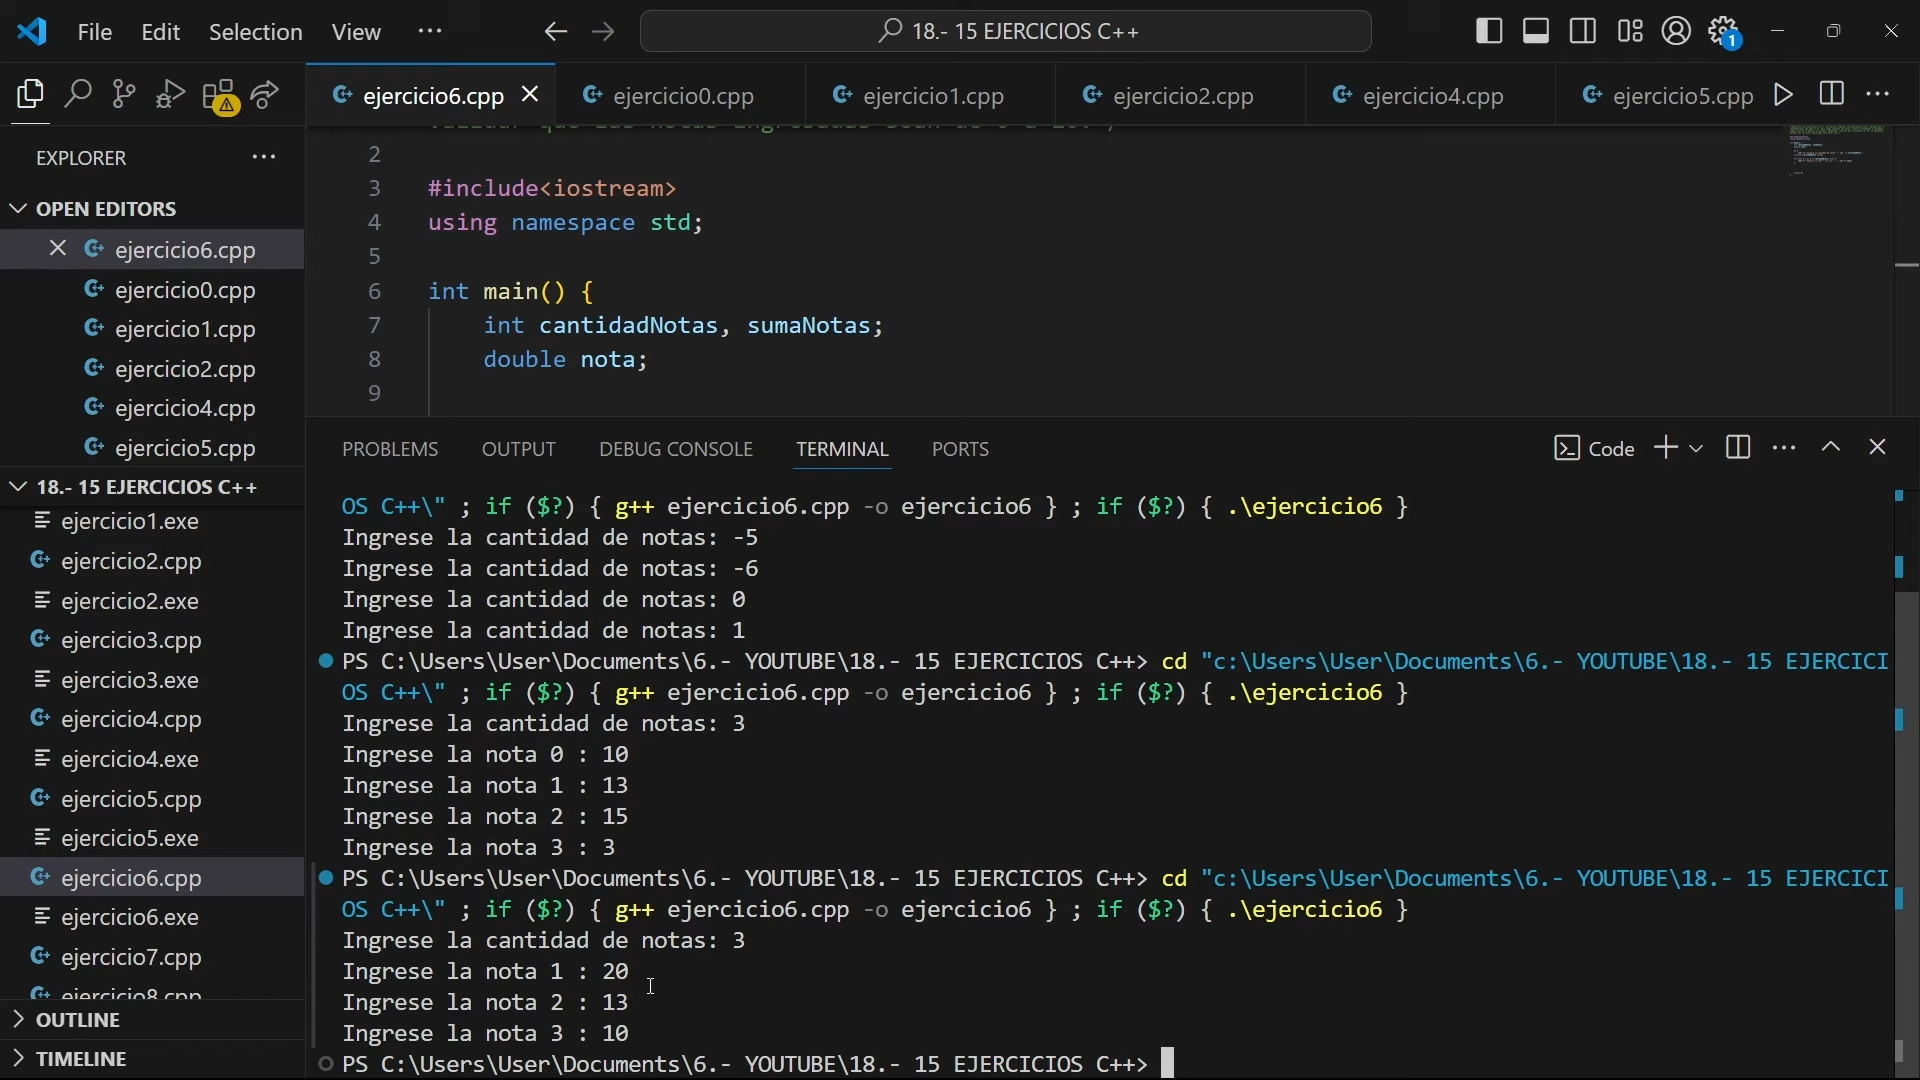 File Edit Selection View ··· 18.- 15 EJERCICIOS C++ 1
ejercicio6.cpp ejercicio0.cpp ejercicio1.cpp ejercicio2.cpp ejercicio4.cpp ejercicio5.cpp
EXPLORER
OPEN EDITORS
ejercicio6.cpp
ejercicio0.cpp
ejercicio1.cpp
ejercicio2.cpp
ejercicio4.cpp
ejercicio5.cpp
18.- 15 EJERCICIOS C++
ejercicio1.exe
ejercicio2.cpp
ejercicio2.exe
ejercicio3.cpp
ejercicio3.exe
ejercicio4.cpp
ejercicio4.exe
ejercicio5.cpp
ejercicio5.exe
ejercicio6.cpp
ejercicio6.exe
ejercicio7.cpp
ejercicio8.cpp
OUTLINE
TIMELINE
2
3 #include<iostream>
4 using namespace std;
5
6 int main() {
7 int cantidadNotas, sumaNotas;
8 double nota;
9
PROBLEMS OUTPUT DEBUG CONSOLE TERMINAL PORTS Code
OS C++\" ; if ($?) { g++ ejercicio6.cpp -o ejercicio6 } ; if ($?) { .\ejercicio6 }
Ingrese la cantidad de notas: -5
Ingrese la cantidad de notas: -6
Ingrese la cantidad de notas: 0
Ingrese la cantidad de notas: 1
PS C:\Users\User\Documents\6.- YOUTUBE\18.- 15 EJERCICIOS C++> cd "c:\Users\User\Documents\6.- YOUTUBE\18.- 15 EJERCICI
OS C++\" ; if ($?) { g++ ejercicio6.cpp -o ejercicio6 } ; if ($?) { .\ejercicio6 }
Ingrese la cantidad de notas: 3
Ingrese la nota 0 : 10
Ingrese la nota 1 : 13
Ingrese la nota 2 : 15
Ingrese la nota 3 : 3
PS C:\Users\User\Documents\6.- YOUTUBE\18.- 15 EJERCICIOS C++> cd "c:\Users\User\Documents\6.- YOUTUBE\18.- 15 EJERCICI
OS C++\" ; if ($?) { g++ ejercicio6.cpp -o ejercicio6 } ; if ($?) { .\ejercicio6 }
Ingrese la cantidad de notas: 3
Ingrese la nota 1 : 20
Ingrese la nota 2 : 13
Ingrese la nota 3 : 10
PS C:\Users\User\Documents\6.- YOUTUBE\18.- 15 EJERCICIOS C++>